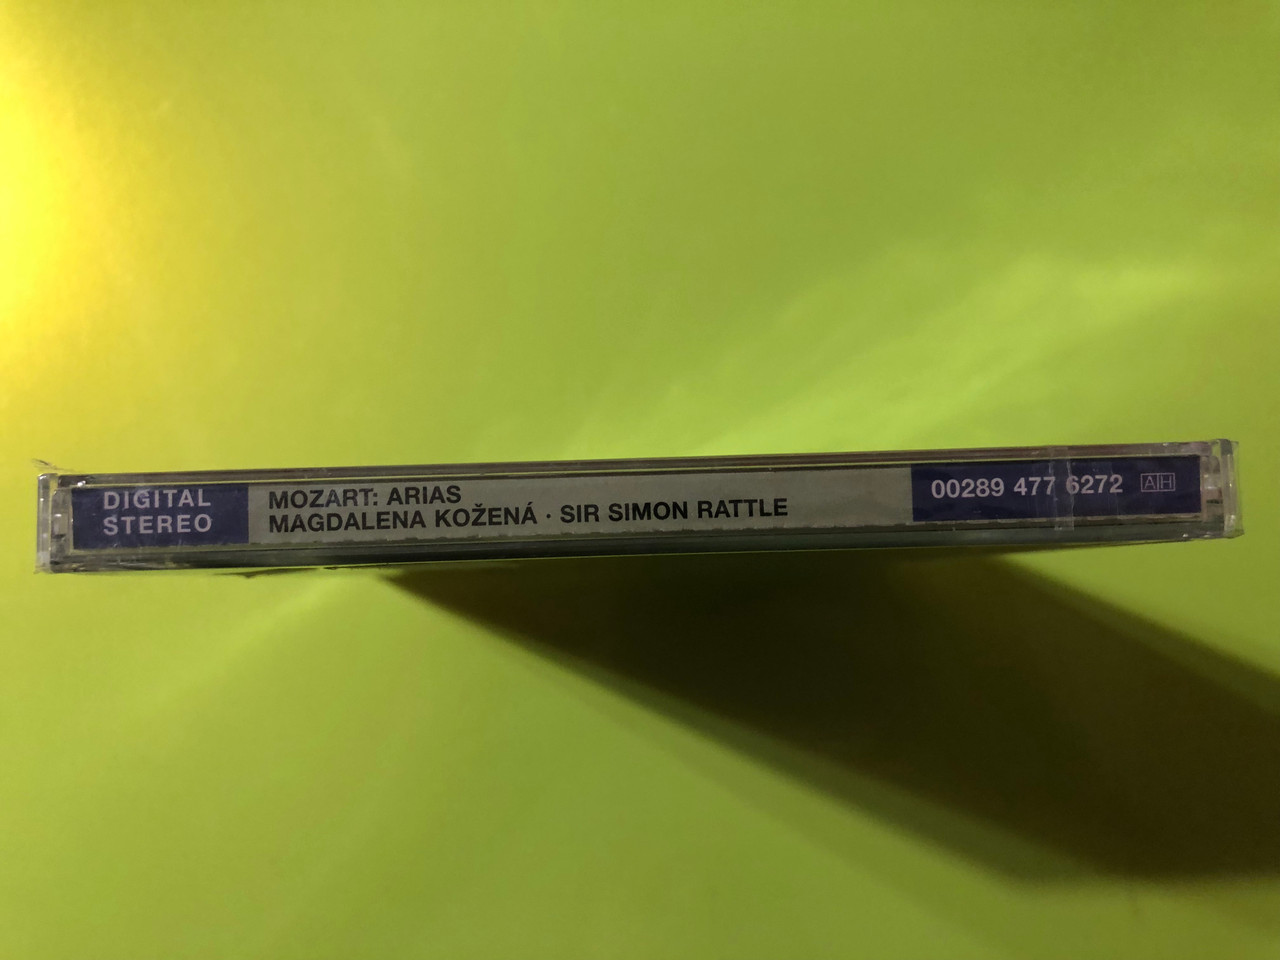 DIGITAL
STEREO
MOZART: ARIAS
MAGDALENA KOŽENÁ · SIR SIMON RATTLE
00289 477 6272 AH